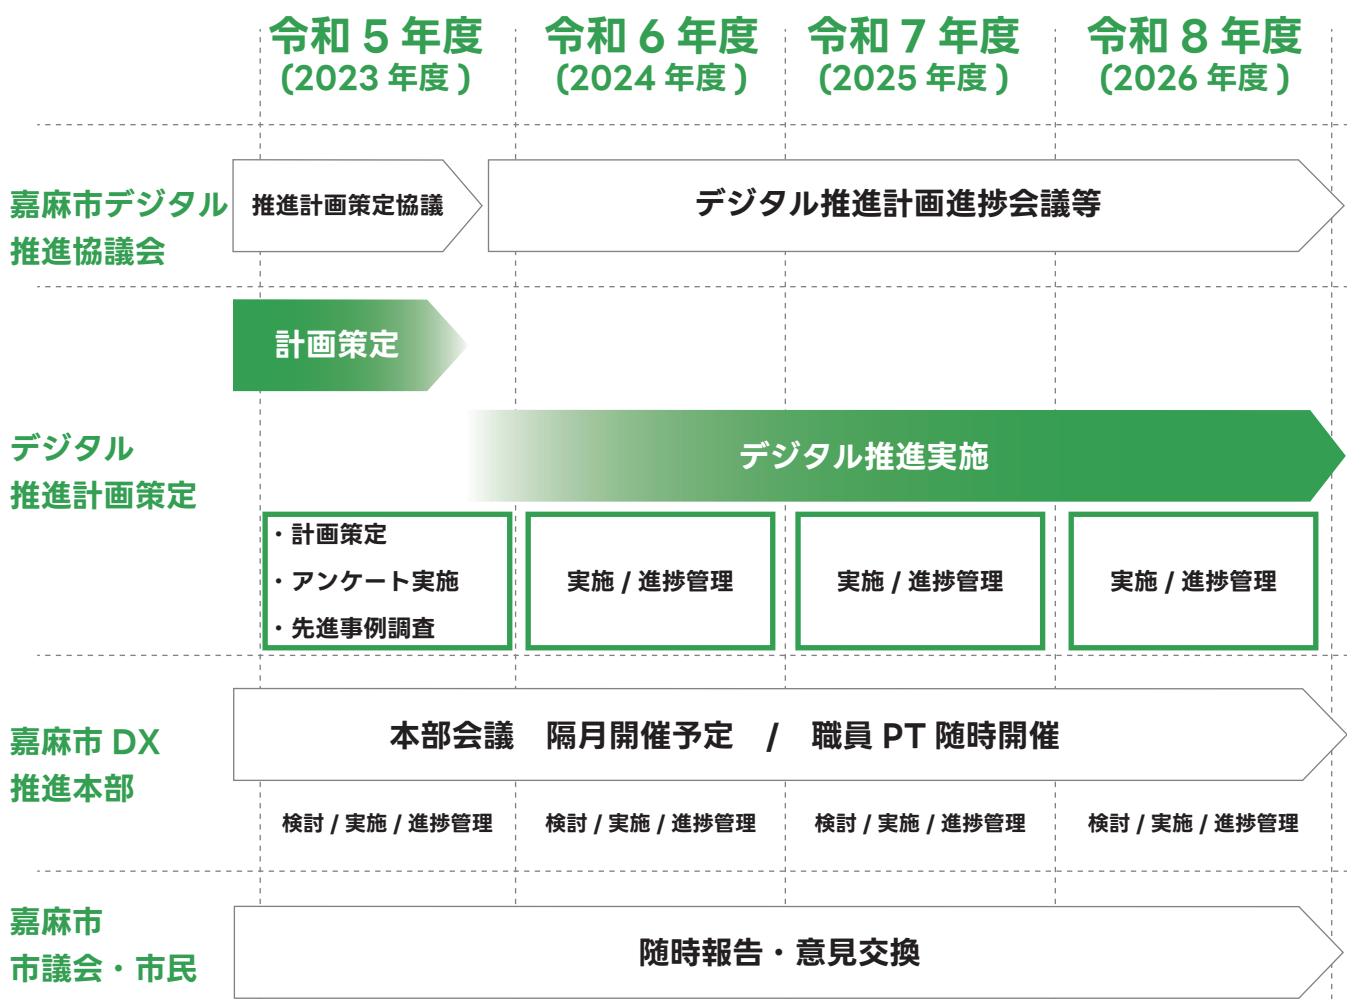 令和 5 年度
(2023 年度 )
令和 6 年度
(2024 年度 )
令和 7 年度
(2025 年度 )
令和 8 年度
(2026 年度 )
嘉麻市デジタル
推進協議会
推進計画策定協議
デジタル推進計画進捗会議等
計画策定
デジタル
推進計画策定
デジタル推進実施
・計画策定
・アンケート実施
・先進事例調査
実施 / 進捗管理
実施 / 進捗管理
実施 / 進捗管理
嘉麻市 DX
推進本部
本部会議　隔月開催予定　/　職員 PT 随時開催
検討 / 実施 / 進捗管理
検討 / 実施 / 進捗管理
検討 / 実施 / 進捗管理
検討 / 実施 / 進捗管理
嘉麻市
市議会・市民
随時報告・意見交換